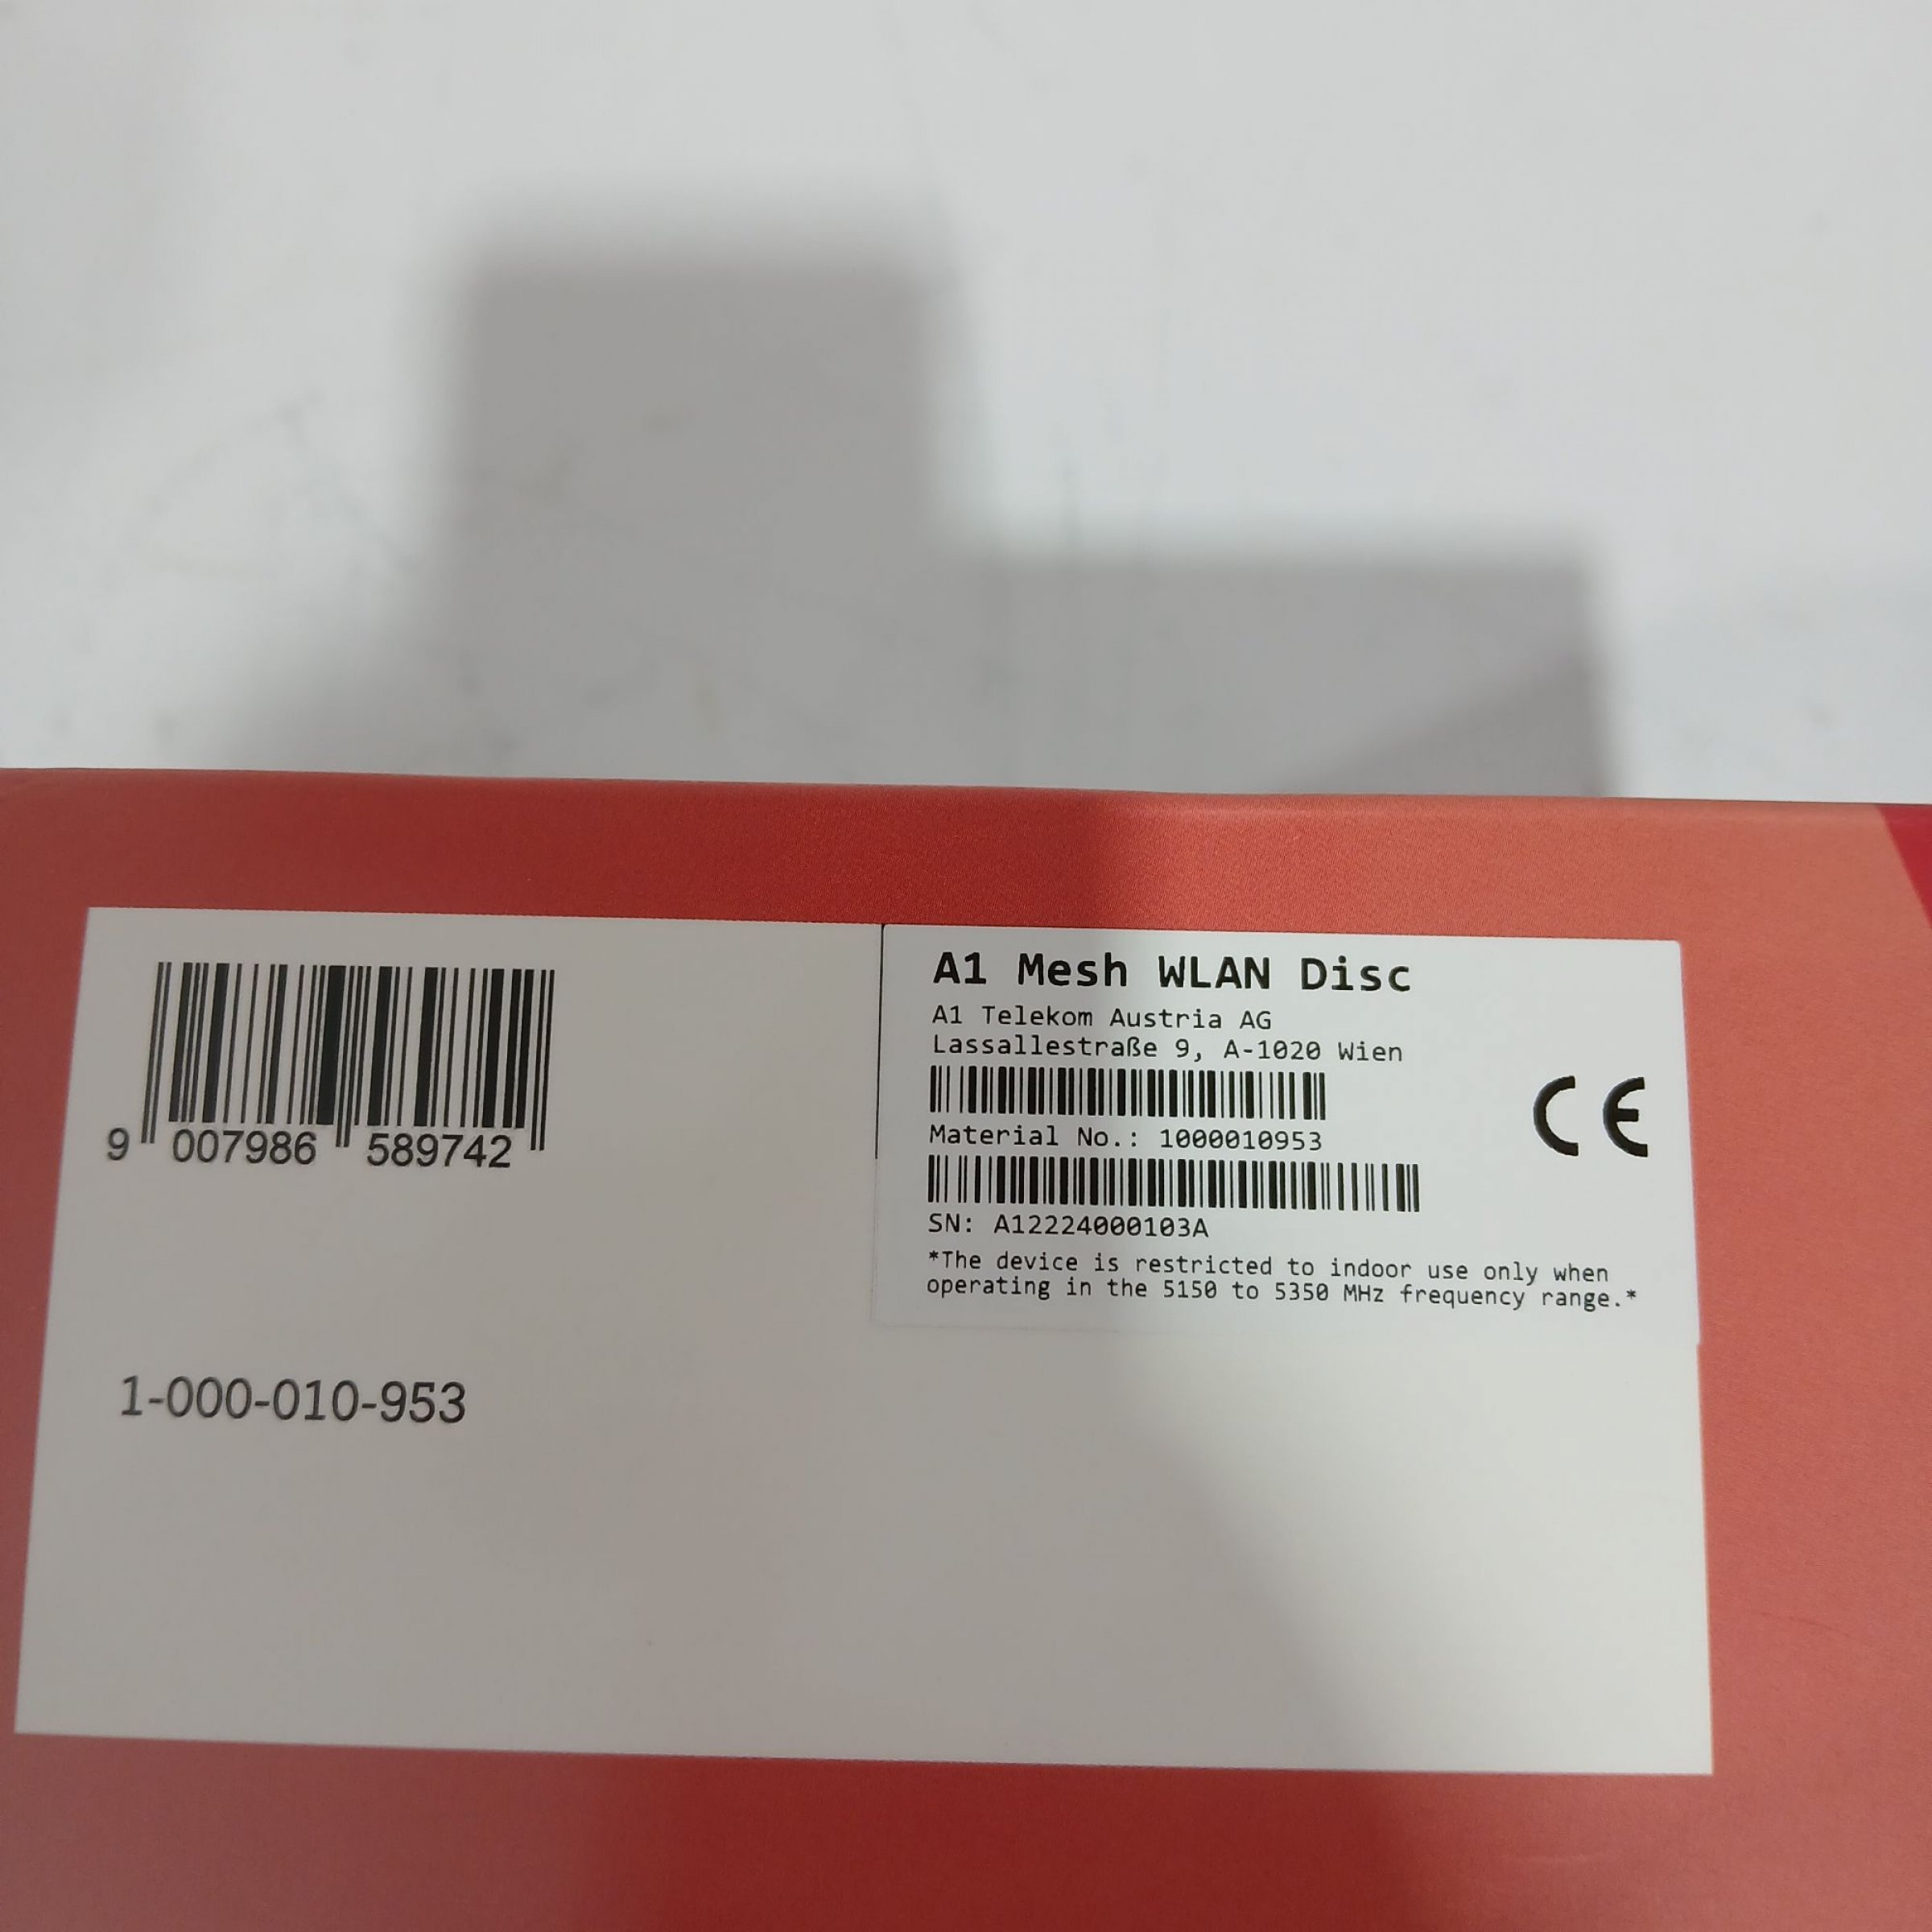 9 007986 589742
1-000-010-953
A1 Mesh WLAN Disc
A1 Telekom Austria AG
Lassallestraße 9, A-1020 Wien
Material No.: 1000010953
SN: A12224000103A
*The device is restricted to indoor use only when
operating in the 5150 to 5350 MHz frequency range.*
CE